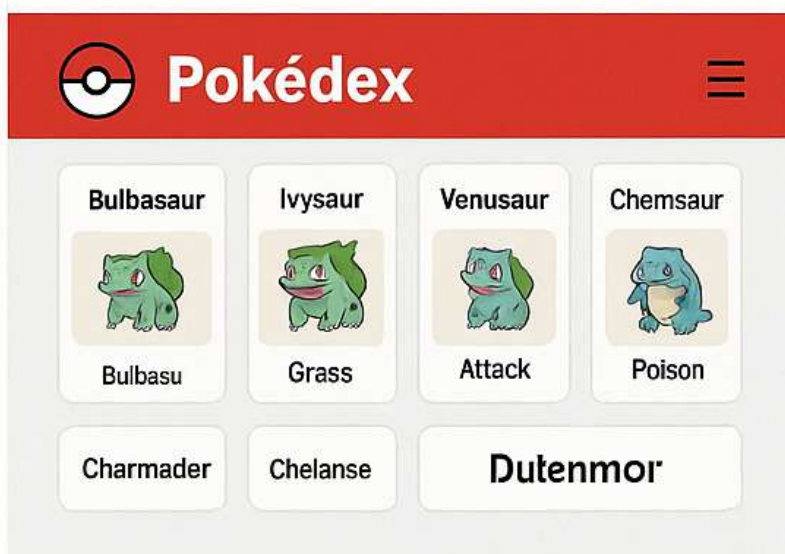 Pokédex
Bulbasaur
Ivysaur
Venusaur
Chemsaur
Bulbasu
Grass
Attack
Poison
Charmader
Chelanse
Dutenmor